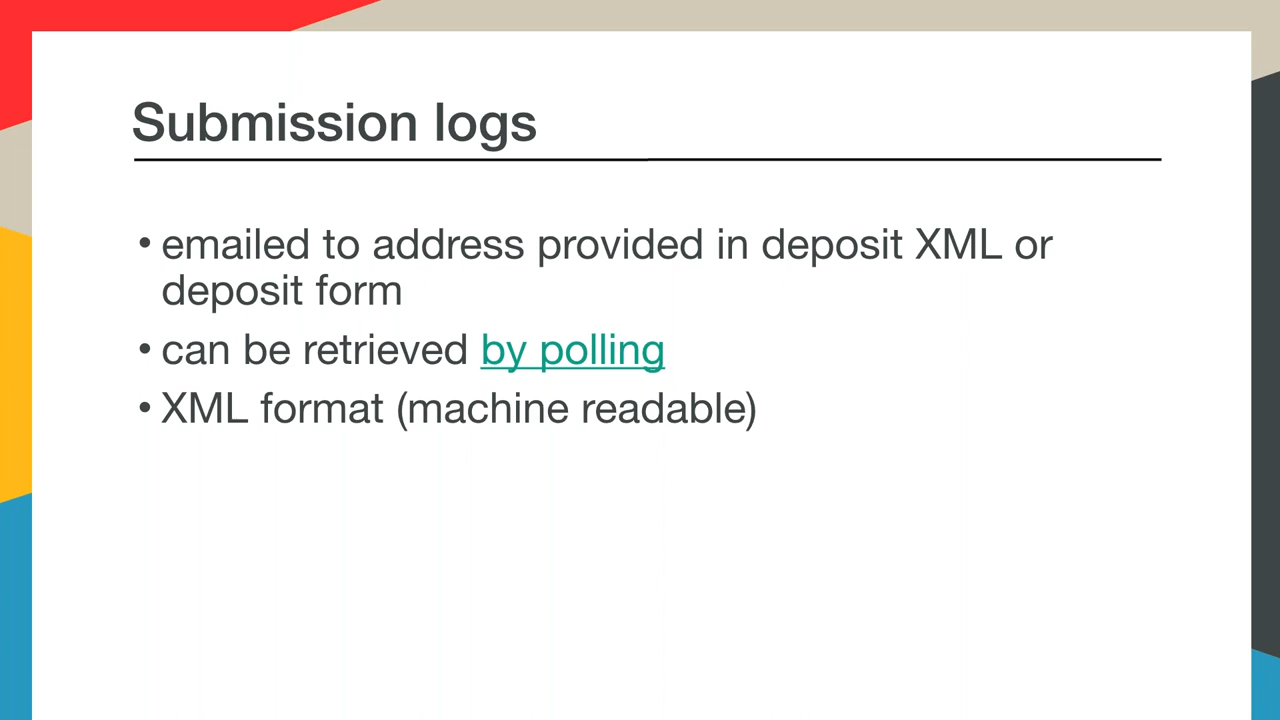 Submission logs
• emailed to address provided in deposit XML or
deposit form
• can be retrieved by polling
• XML format (machine readable)